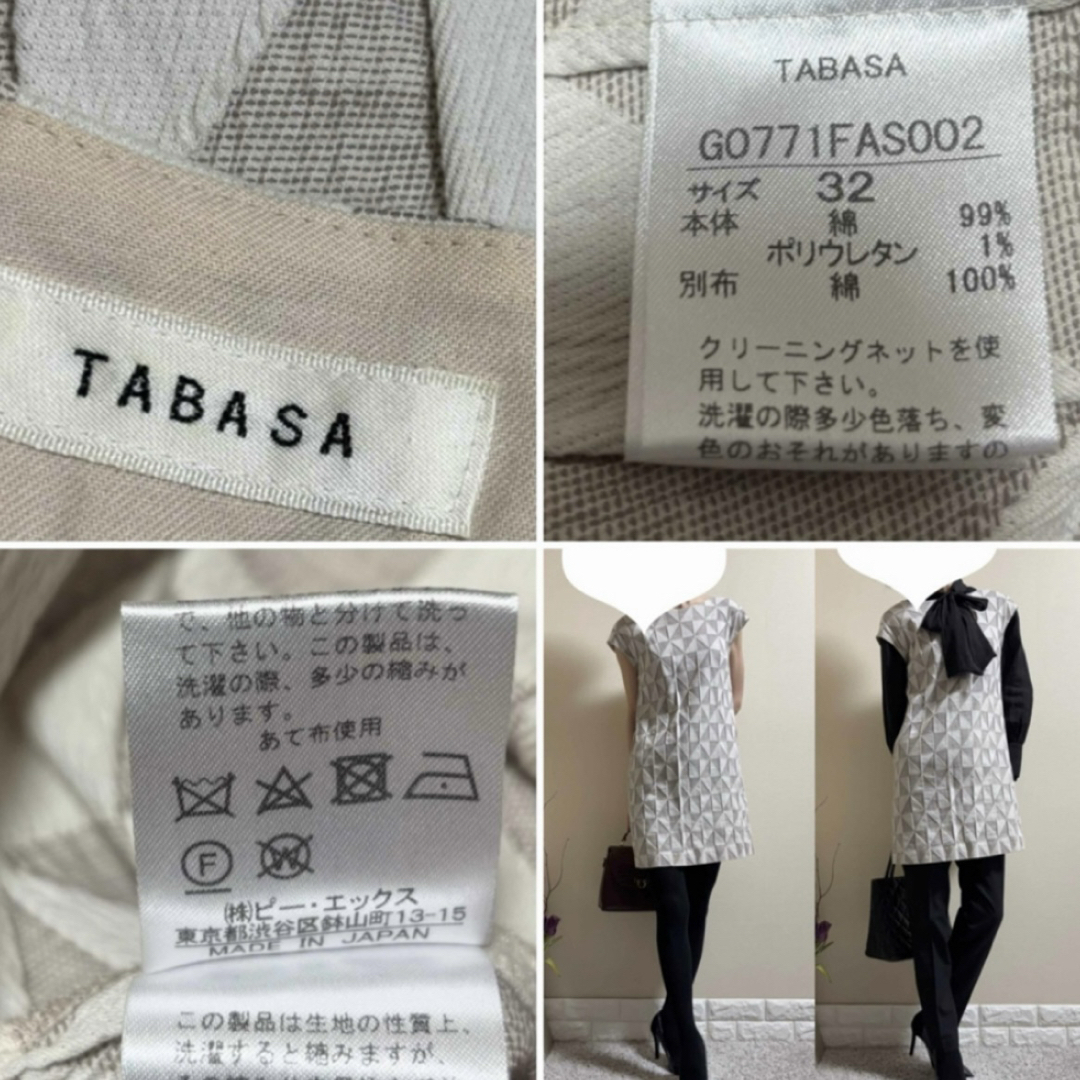 TABASA
TABASA
G0771FAS002
サイズ 32
本体 綿 99%
ポリウレタン 1%
別布 綿 100%
クリーニングネットを使
用して下さい。
洗濯の際多少色落ち、変
色のおそれがありますの
で、他の物と分けて洗っ
て下さい。この製品は、
洗濯の際、多少の縮みが
あります。
あて布使用
F W
㈱ピー・エックス
東京都渋谷区鉢山町13-15
MADE IN JAPAN
この製品は生地の性質上、
洗濯すると縮みますが、